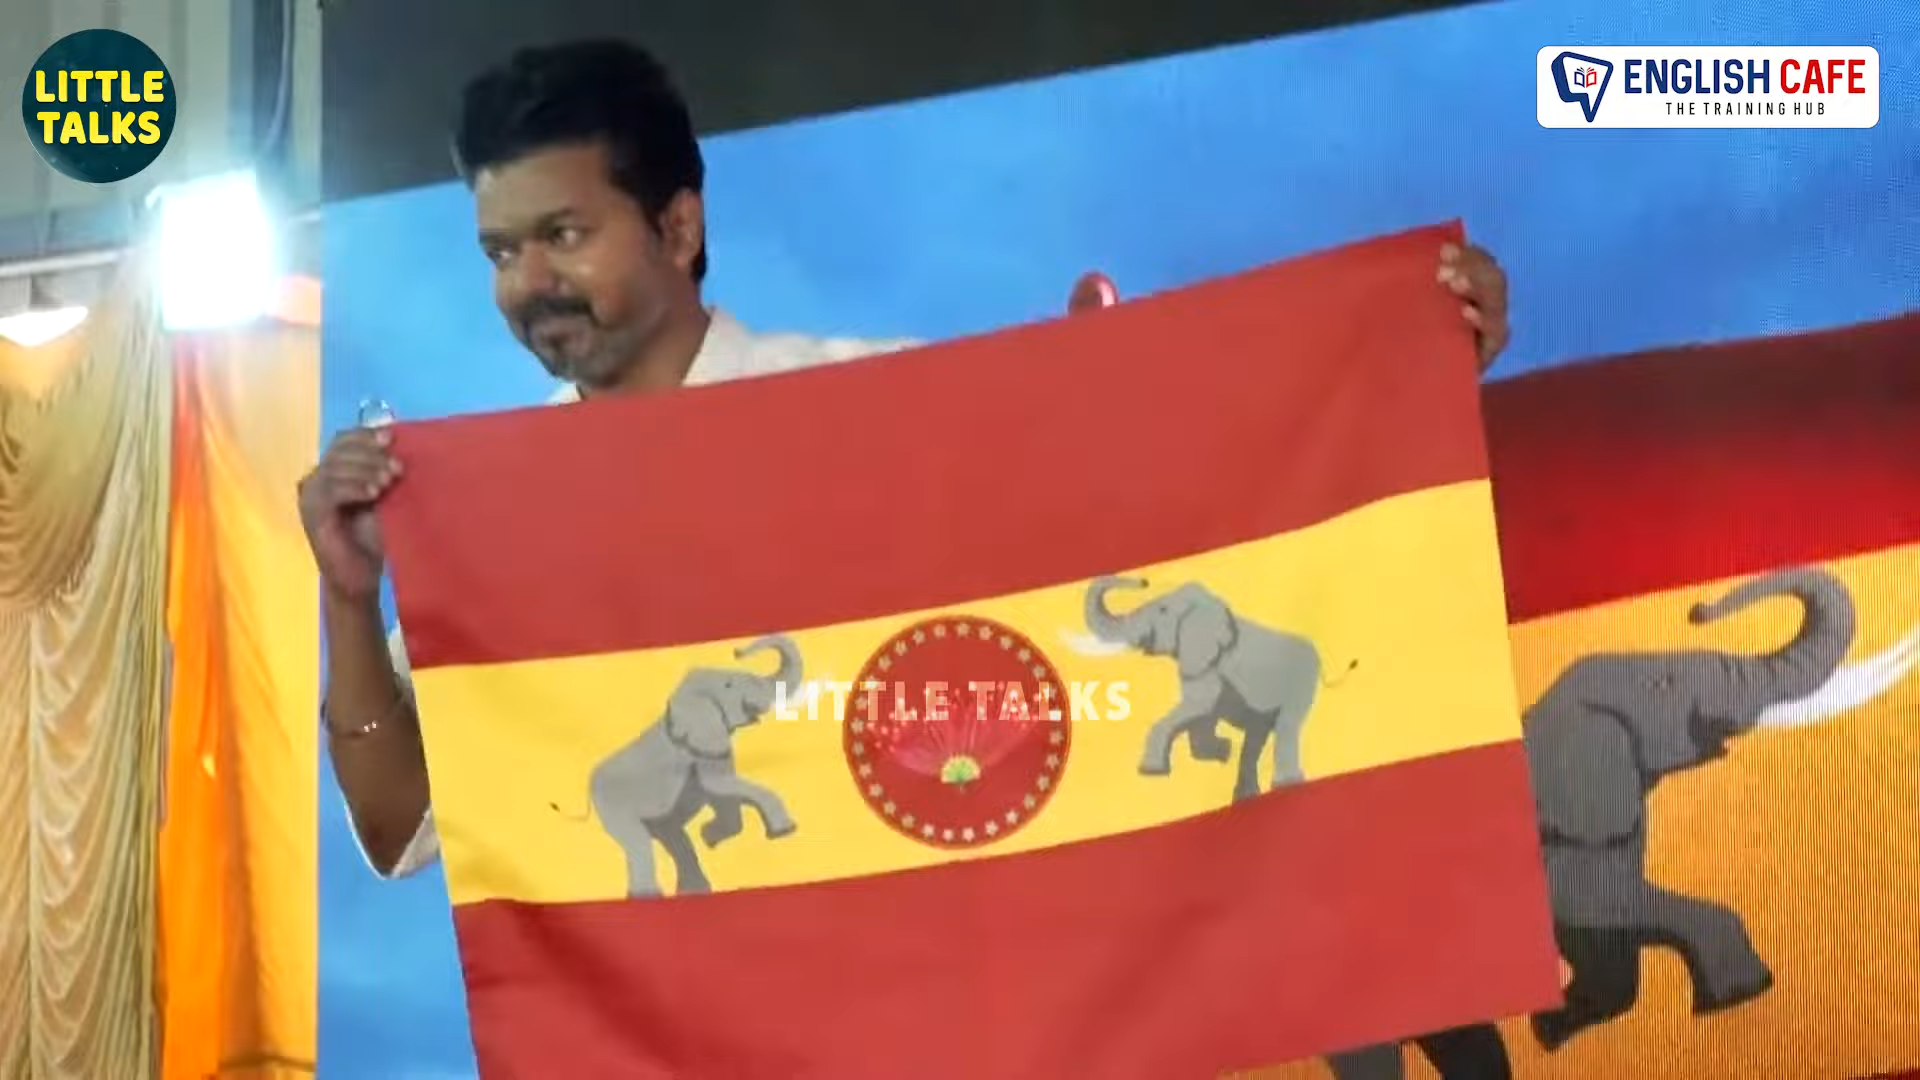 LITTLE
TALKS
ENGLISH CAFE
THE TRAINING HUB
LITTLE TALKS